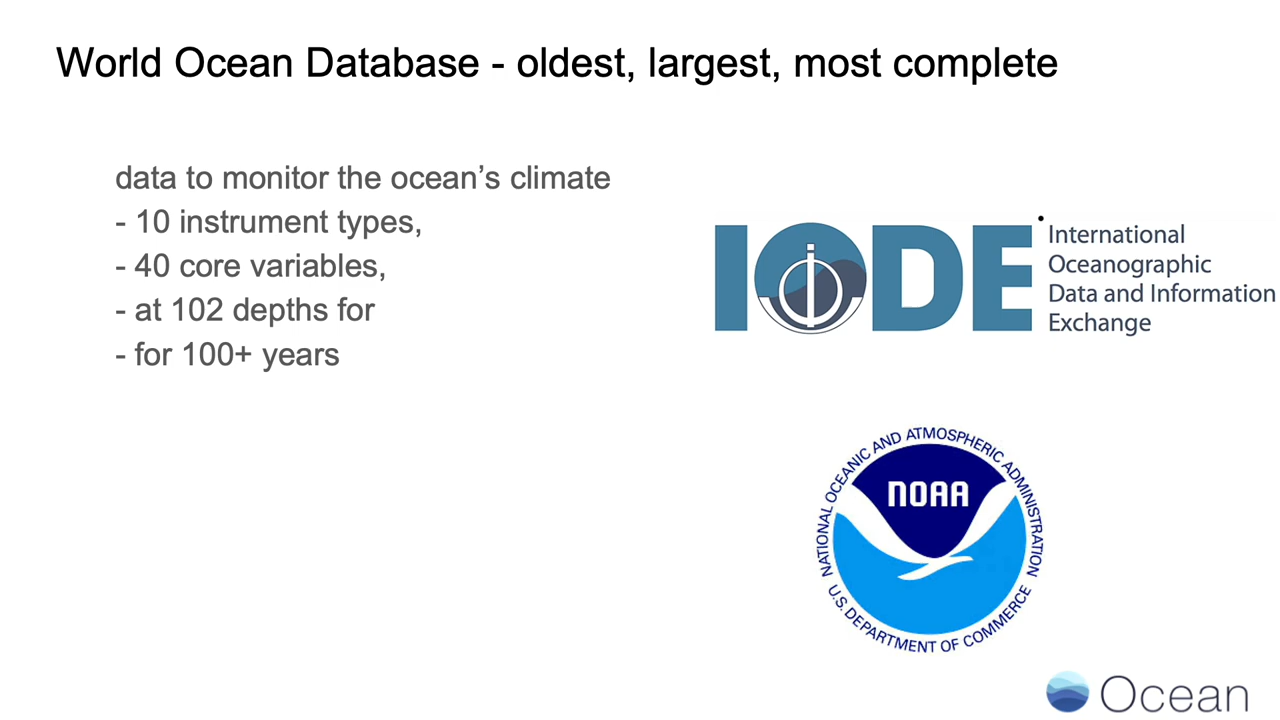 World Ocean Database - oldest, largest, most complete
data to monitor the ocean’s climate
- 10 instrument types,
- 40 core variables,
- at 102 depths for
- for 100+ years
IODE
International
Oceanographic
Data and Information
Exchange
NATIONAL OCEANIC AND ATMOSPHERIC ADMINISTRATION
NOAA
U.S. DEPARTMENT OF COMMERCE
Ocean